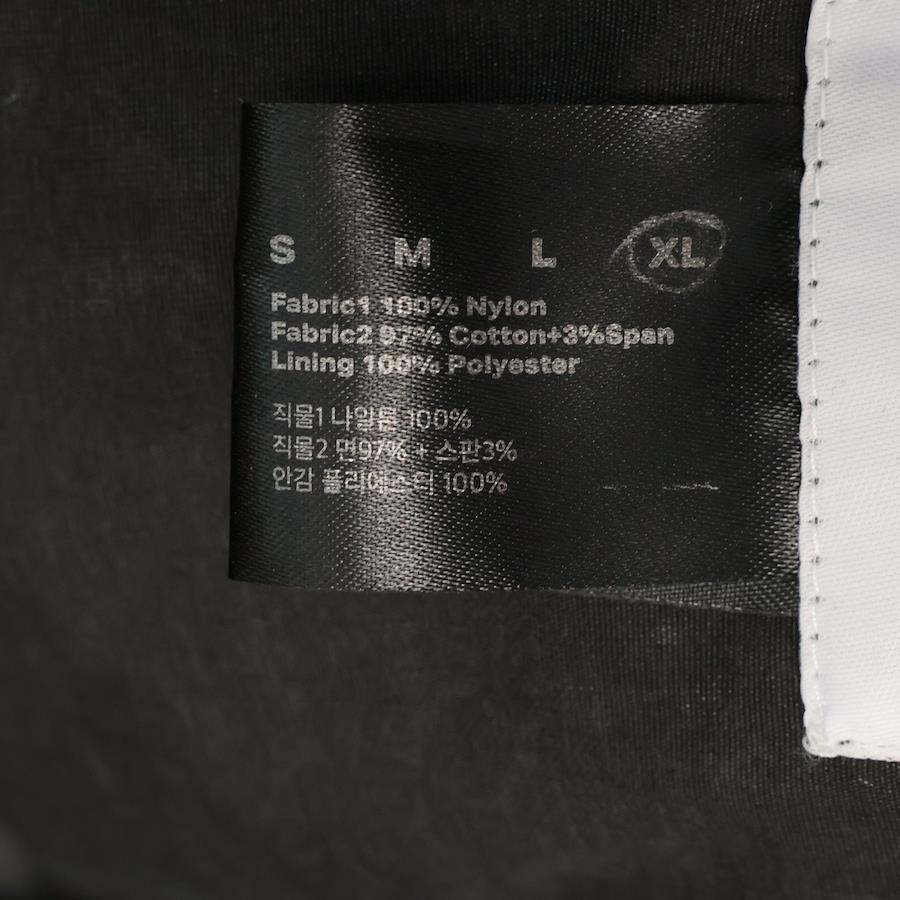 S M L XL
Fabric1 100% Nylon
Fabric2 97% Cotton+3%Span
Lining 100% Polyester
직물1 나일론 100%
직물2 면97% + 스판3%
안감 폴리에스터 100%